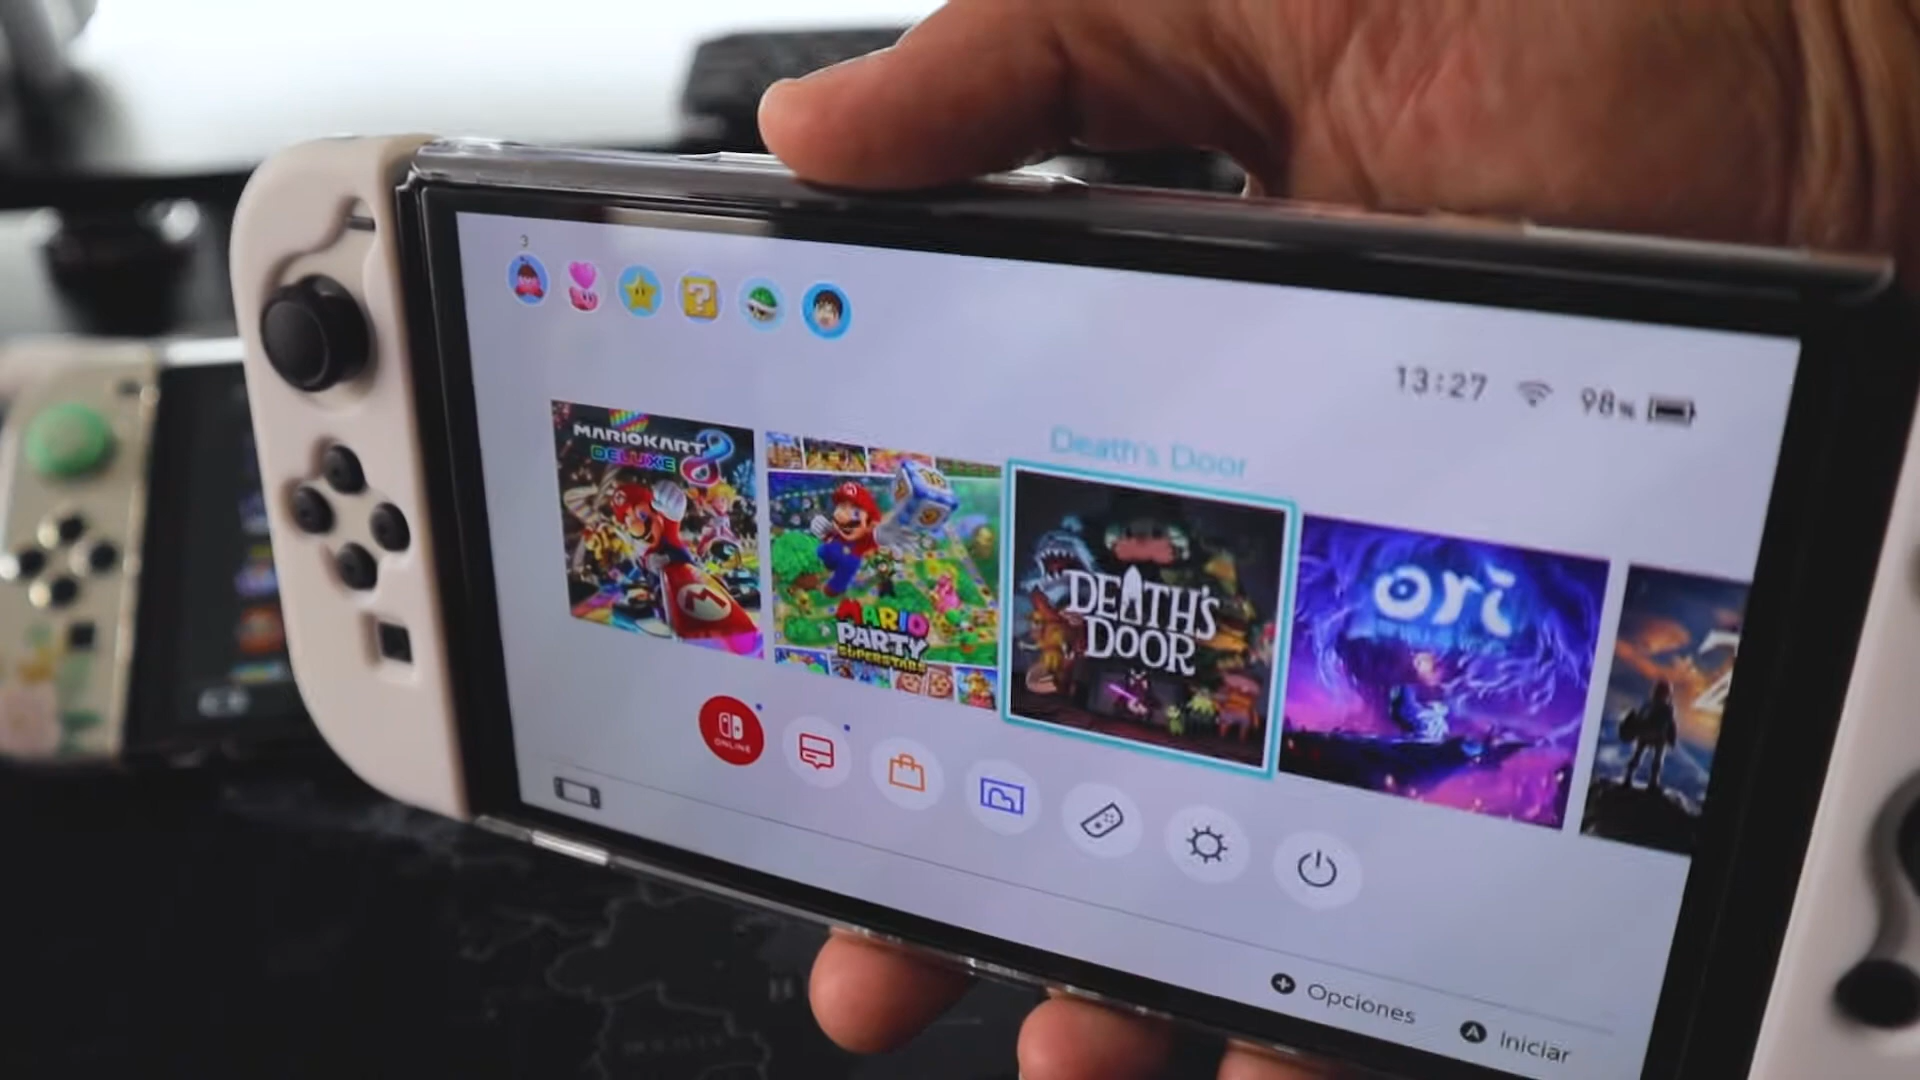 3
13:27 98%
Death's Door
MARIOKART 8
DELUXE
MARIO
PARTY
SUPERSTARS
DEATH'S
DOOR
ori
ONLINE
Opciones
Iniciar